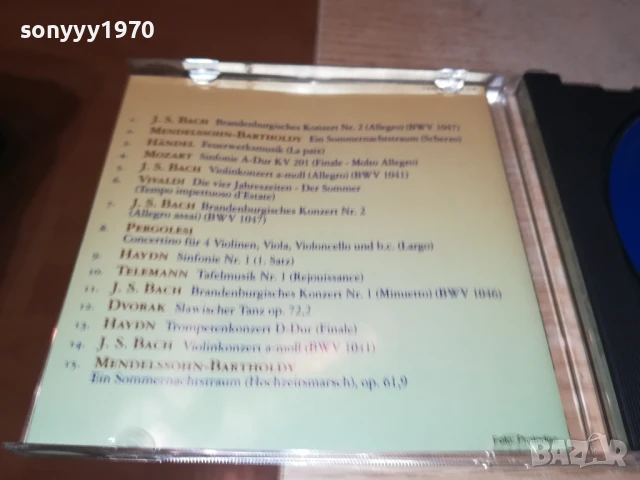 sonyyy1970
1. J. S. BACH Brandenburgisches Konzert Nr. 2 (Allegro) (BWV 1047)
2. MENDELSSOHN-BARTHOLDY Ein Sommernachtstraum (Scherzo)
3. HÄNDEL Feuerwerksmusik (La paix)
4. MOZART Sinfonie A-Dur KV 201 (Finale - Molto Allegro)
5. J. S. BACH Violinkonzert a-moll (Allegro) (BWV 1041)
6. VIVALDI Die vier Jahreszeiten - Der Sommer
(Tempo impettuoso d'Estate)
7. J. S. BACH Brandenburgisches Konzert Nr. 2
(Allegro assai) (BWV 1047)
8. PERGOLESI
Concertino für 4 Violinen, Viola, Violoncello und b.c. (Largo)
9. HAYDN Sinfonie Nr. 1 (1. Satz)
10. TELEMANN Tafelmusik Nr. 1 (Rejouissance)
11. J. S. BACH Brandenburgisches Konzert Nr. 1 (Minuetto) (BWV 1046)
12. DVORAK Slawischer Tanz op. 72,2
13. HAYDN Trompetenkonzert D-Dur (Finale)
14. J. S. BACH Violinkonzert a-moll (BWV 1041)
15. MENDELSSOHN-BARTHOLDY
Ein Sommernachtstraum (Hochzeitsmarsch), op. 61,9
Foto:
bazar